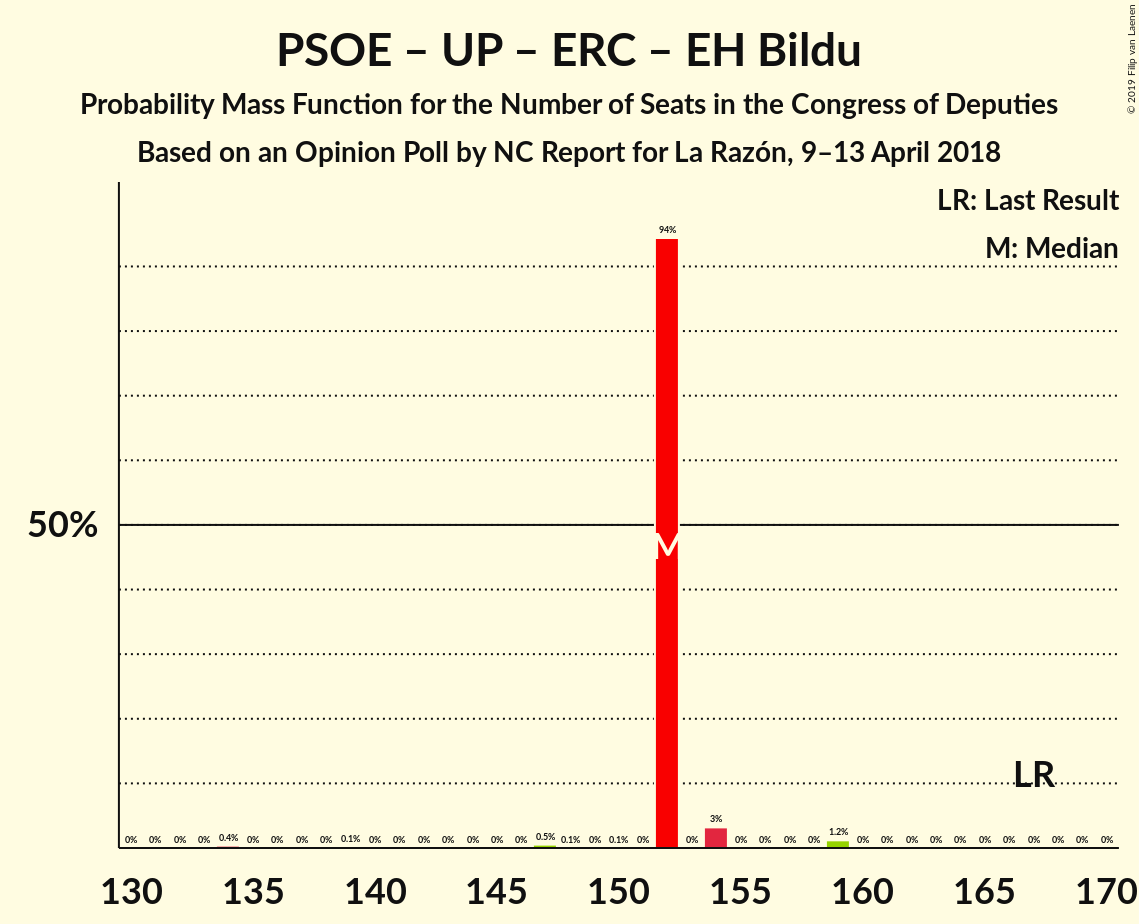 PSOE – UP – ERC – EH Bildu
Probability Mass Function for the Number of Seats in the Congress of Deputies
Based on an Opinion Poll by NC Report for La Razón, 9–13 April 2018
© 2019 Filip van Laenen
LR: Last Result
M: Median
94%
50%
M
LR
0% 0% 0% 0% 0.4% 0% 0% 0% 0% 0.1% 0% 0% 0% 0% 0% 0% 0% 0.5% 0.1% 0% 0.1% 0% 0% 3% 0% 0% 0% 0% 1.2% 0% 0% 0% 0% 0% 0% 0% 0% 0% 0% 0%
130 135 140 145 150 155 160 165 170